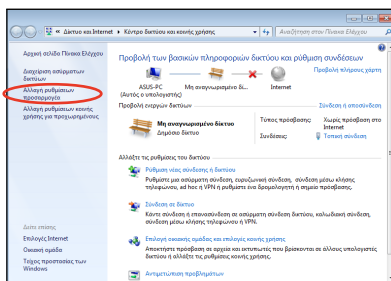 « Δίκτυο και Internet ▸ Κέντρο δικτύου και κοινής χρήσης
Αναζήτηση στον Πίνακα Ελέγχου
Αρχική σελίδα Πίνακα Ελέγχου
Διαχείριση ασύρματων
δικτύων
Αλλαγή ρυθμίσεων
προσαρμογέα
Αλλαγή ρυθμίσεων κοινής
χρήσης για προχωρημένους
Δείτε επίσης
Επιλογές Internet
Οικιακή ομάδα
Τείχος προστασίας των
Windows
Προβολή των βασικών πληροφοριών δικτύου και ρύθμιση συνδέσεων
Προβολή πλήρους χάρτη
ASUS-PC
(Αυτός ο υπολογιστής)
Μη αναγνωρισμένο δί...
Internet
Προβολή ενεργών δικτύων
Σύνδεση ή αποσύνδεση
Μη αναγνωρισμένο δίκτυο
Δημόσιο δίκτυο
Τύπος πρόσβασης: Χωρίς πρόσβαση στο
Internet
Συνδέσεις: Τοπική σύνδεση
Αλλάξτε τις ρυθμίσεις του δικτύου
Ρύθμιση νέας σύνδεσης ή δικτύου
Ρυθμίστε μια ασύρματη σύνδεση, ευρυζωνική σύνδεση, σύνδεση μέσω κλήσης
τηλεφώνου, ad hoc ή VPN ή ρυθμίστε ένα δρομολογητή ή σημείο πρόσβασης.
Σύνδεση σε δίκτυο
Κάντε σύνδεση ή επανασύνδεση σε ασύρματη σύνδεση δικτύου, καλωδιακή σύνδεση,
σύνδεση μέσω κλήσης τηλεφώνου ή VPN.
Επιλογή οικιακής ομάδας και επιλογές κοινής χρήσης
Αποκτήστε πρόσβαση σε αρχεία και εκτυπωτές που βρίσκονται σε άλλους υπολογιστές
δικτύου ή αλλάξτε τις ρυθμίσεις κοινής χρήσης.
Αντιμετώπιση προβλημάτων